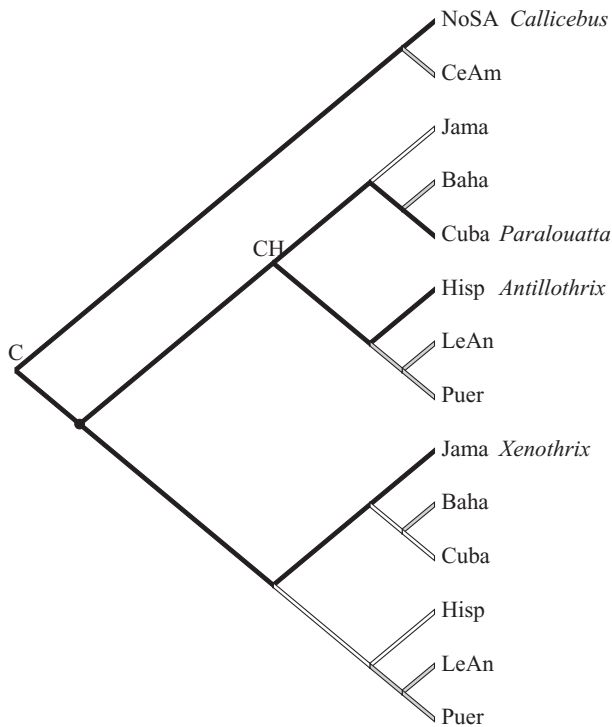 NoSA Callicebus
CeAm
Jama
Baha
CH
Cuba Paralouatta
Hisp Antillothrix
LeAn
C
Puer
Jama Xenothrix
Baha
Cuba
Hisp
LeAn
Puer